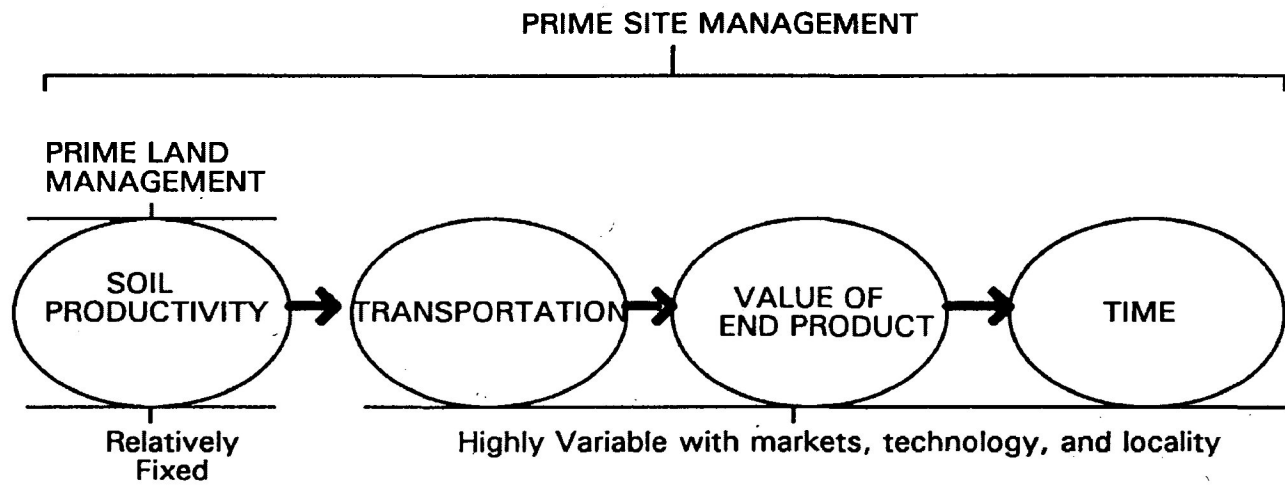 PRIME SITE MANAGEMENT
PRIME LAND
MANAGEMENT
SOIL
PRODUCTIVITY
TRANSPORTATION
VALUE OF
END PRODUCT
TIME
Relatively
Fixed
Highly Variable with markets, technology, and locality